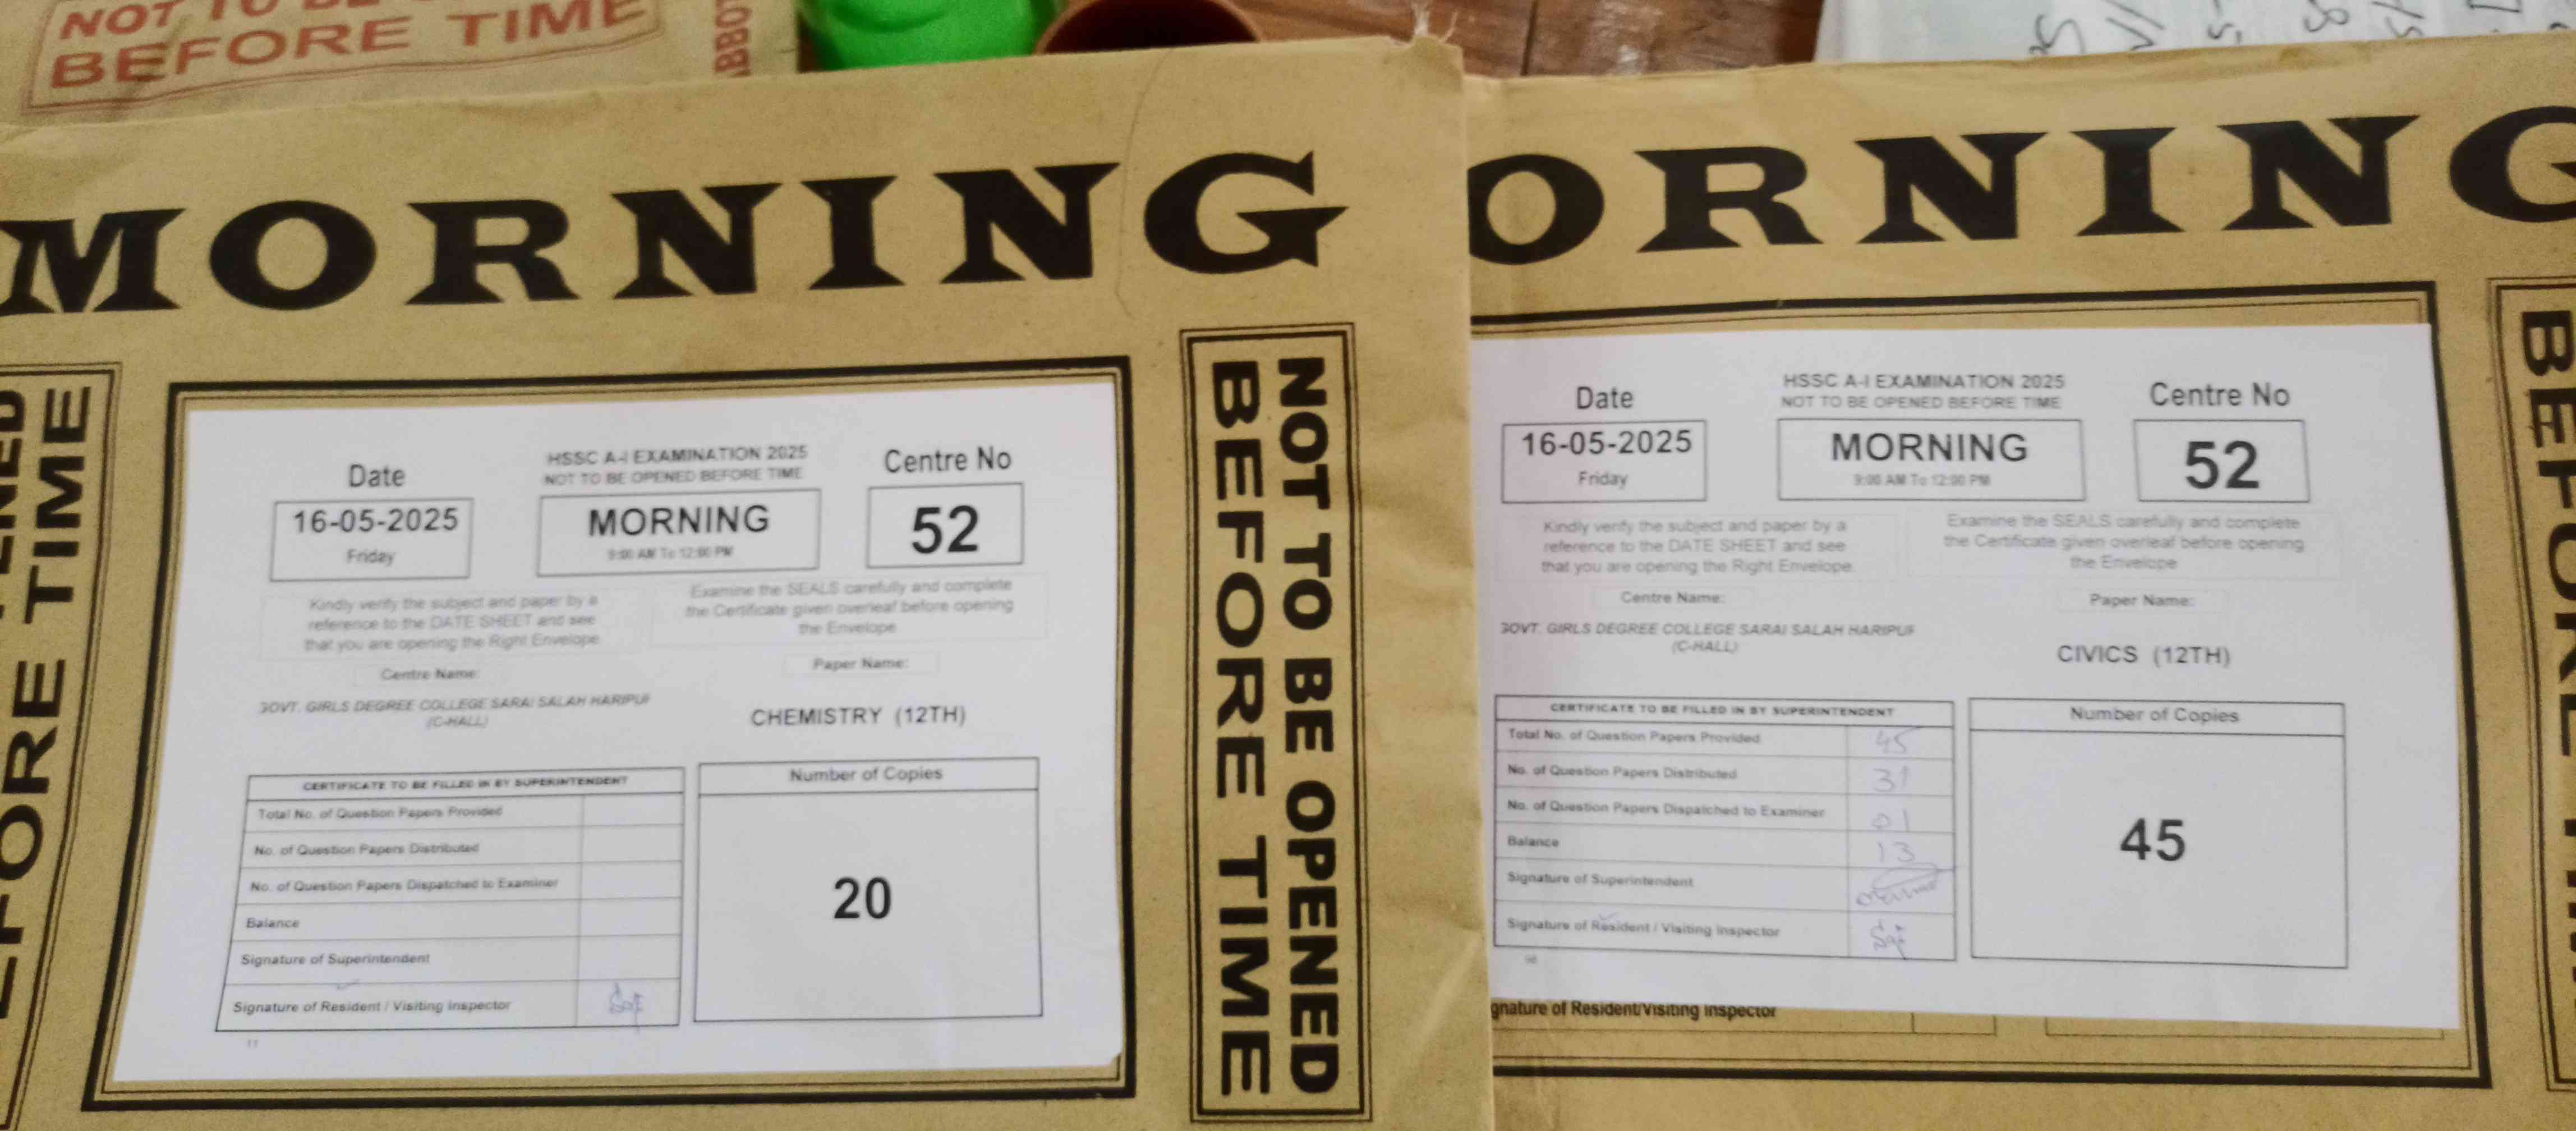 NOT TO BE
BEFORE TIME
ABBOT
MORNING
BEFORE TIME
NOT TO BE OPENED
BEFORE TIME
Date
HSSC A-I EXAMINATION 2025
NOT TO BE OPENED BEFORE TIME
Centre No
16-05-2025
Friday
MORNING
9:00 AM To 12:00 PM
52
Kindly verify the subject and paper by a
reference to the DATE SHEET and see
that you are opening the Right Envelope
Examine the SEALS carefully and complete
the Certificate given overleaf before opening
the Envelope
Centre Name:
Paper Name:
GOVT. GIRLS DEGREE COLLEGE SARAI SALAH HARIPUR
(C-HALL)
CHEMISTRY (12TH)
CERTIFICATE TO BE FILLED IN BY SUPERINTENDENT
Total No. of Question Papers Provided
No. of Question Papers Distributed
No. of Question Papers Dispatched to Examiner
Balance
Signature of Superintendent
Signature of Resident / Visiting Inspector
Number of Copies
20
11
ORNING
Date
HSSC A-I EXAMINATION 2025
NOT TO BE OPENED BEFORE TIME
Centre No
16-05-2025
Friday
MORNING
9:00 AM To 12:00 PM
52
Kindly verify the subject and paper by a
reference to the DATE SHEET and see
that you are opening the Right Envelope.
Examine the SEALS carefully and complete
the Certificate given overleaf before opening
the Envelope
Centre Name:
Paper Name:
GOVT. GIRLS DEGREE COLLEGE SARAI SALAH HARIPUR
(C-HALL)
CIVICS (12TH)
CERTIFICATE TO BE FILLED IN BY SUPERINTENDENT
Total No. of Question Papers Provided 45
No. of Question Papers Distributed 31
No. of Question Papers Dispatched to Examiner 01
Balance 13
Signature of Superintendent
Signature of Resident / Visiting Inspector
Number of Copies
45
gnature of Resident/Visiting Inspector
BEFORE